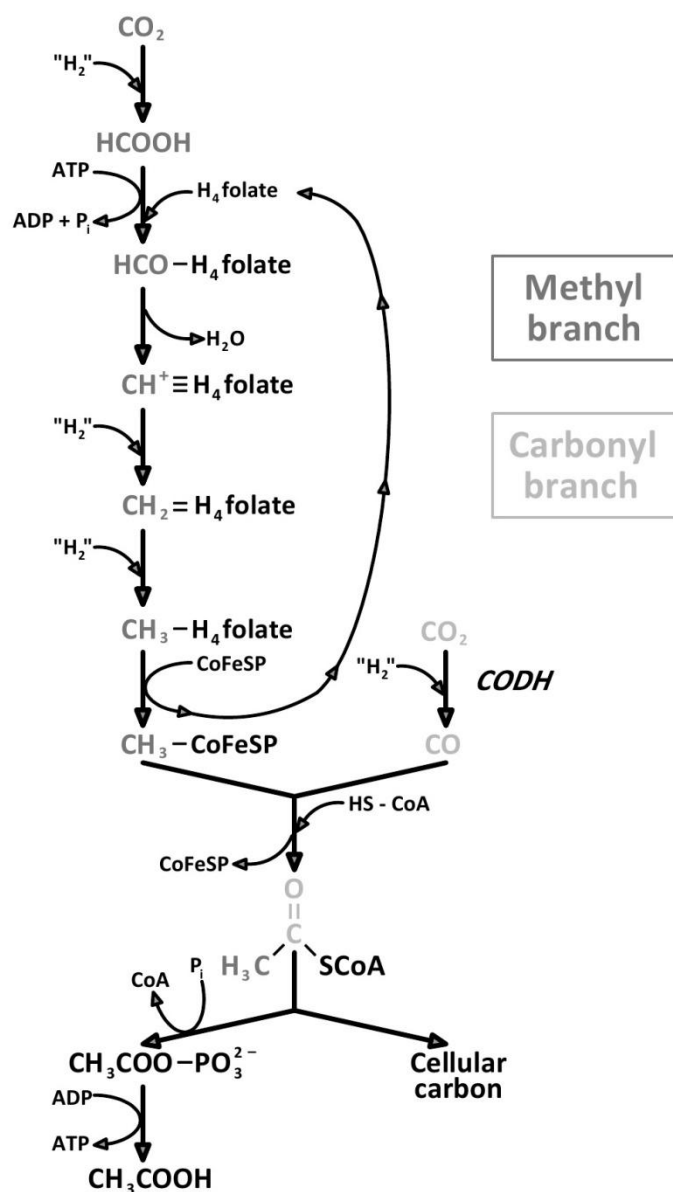 CO₂
"H₂"
HCOOH
ATP
H₄folate
ADP + Pᵢ
HCO – H₄folate
Methyl
branch
H₂O
CH⁺ ≡ H₄folate
"H₂"
Carbonyl
branch
CH₂ = H₄folate
"H₂"
CH₃ – H₄folate
CO₂
CoFeSP
"H₂"
CODH
CH₃ – CoFeSP
CO
HS - CoA
CoFeSP
O
C
H₃C
SCoA
CoA
Pᵢ
CH₃COO – PO₃²⁻
Cellular
carbon
ADP
ATP
CH₃COOH